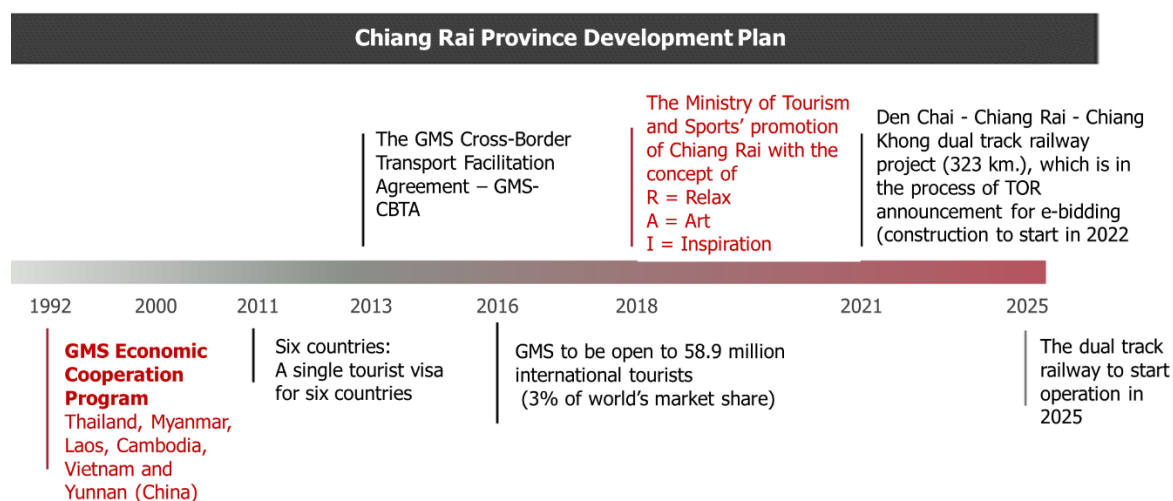 Chiang Rai Province Development Plan
The GMS Cross-Border
Transport Facilitation
Agreement – GMS-
CBTA
The Ministry of Tourism
and Sports’ promotion
of Chiang Rai with the
concept of
R = Relax
A = Art
I = Inspiration
Den Chai - Chiang Rai - Chiang
Khong dual track railway
project (323 km.), which is in
the process of TOR
announcement for e-bidding
(construction to start in 2022
1992 2000 2011 2013 2016 2018 2021 2025
GMS Economic
Cooperation
Program
Thailand, Myanmar,
Laos, Cambodia,
Vietnam and
Yunnan (China)
Six countries:
A single tourist visa
for six countries
GMS to be open to 58.9 million
international tourists
(3% of world’s market share)
The dual track
railway to start
operation in
2025